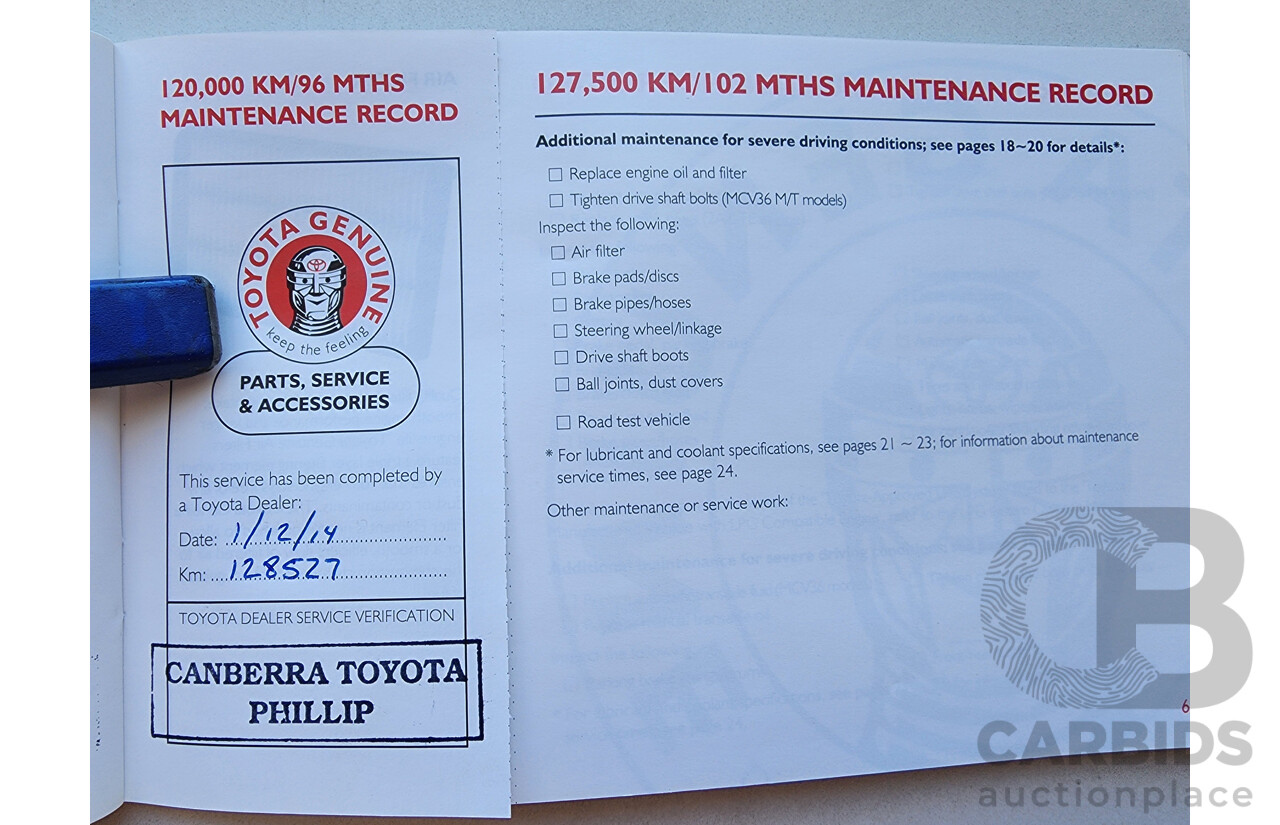 120,000 KM/96 MTHS
MAINTENANCE RECORD
TOYOTA GENUINE
keep the feeling
PARTS, SERVICE
& ACCESSORIES
This service has been completed by
a Toyota Dealer:
Date: 1/12/14
Km: 128527
TOYOTA DEALER SERVICE VERIFICATION
CANBERRA TOYOTA
PHILLIP
127,500 KM/102 MTHS MAINTENANCE RECORD
Additional maintenance for severe driving conditions; see pages 18~20 for details*:
Replace engine oil and filter
Tighten drive shaft bolts (MCV36 M/T models)
Inspect the following:
Air filter
Brake pads/discs
Brake pipes/hoses
Steering wheel/linkage
Drive shaft boots
Ball joints, dust covers
Road test vehicle
* For lubricant and coolant specifications, see pages 21 ~ 23; for information about maintenance
service times, see page 24.
Other maintenance or service work:
6
CB
CARBIDS
auctionplace